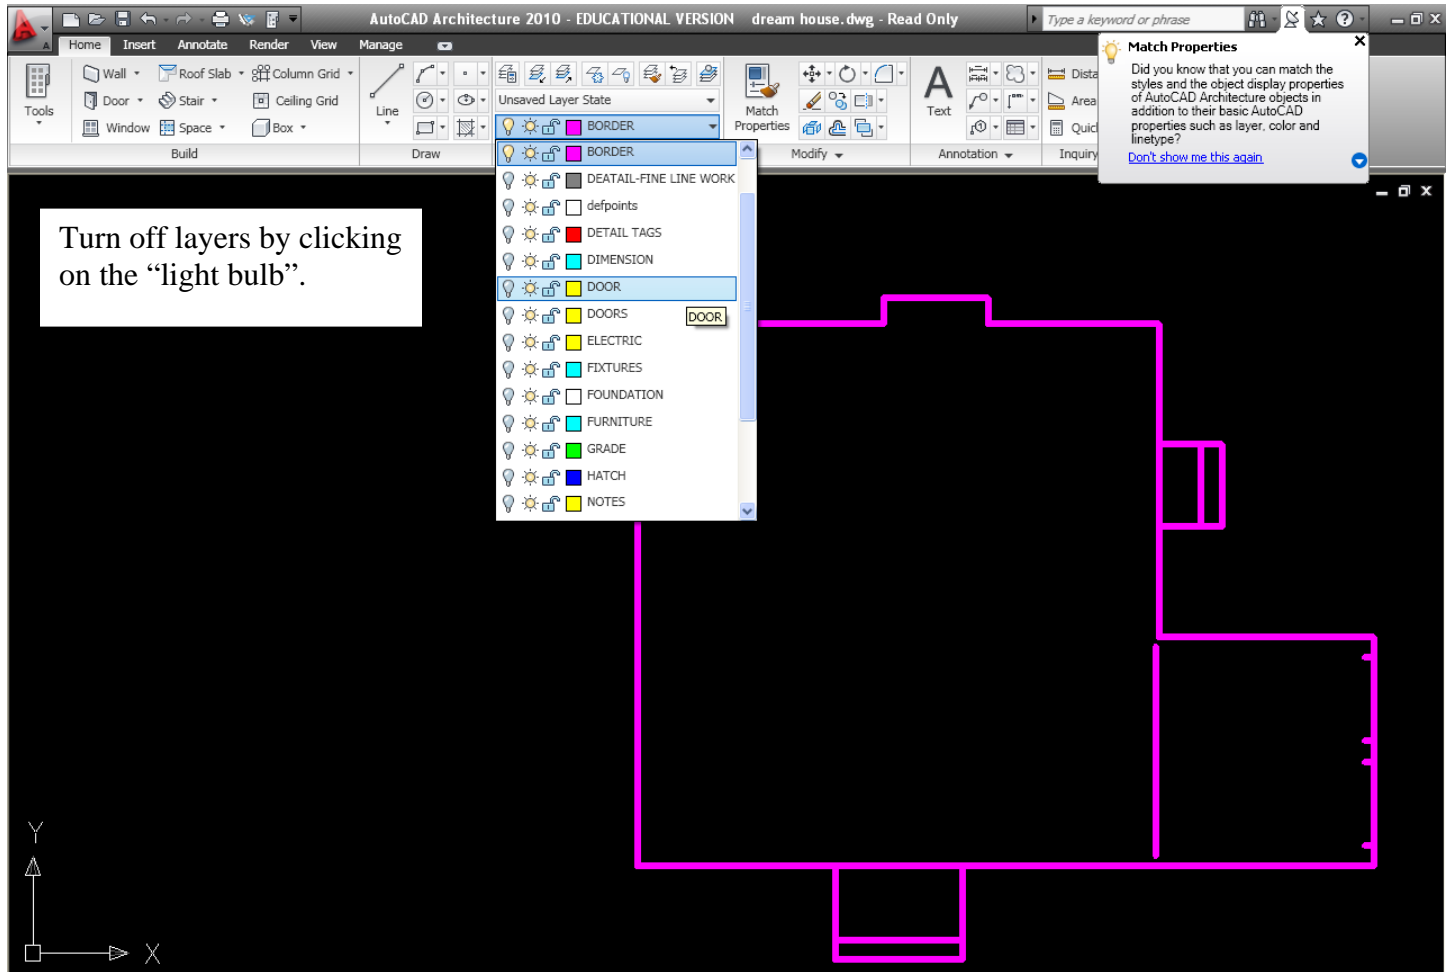 AutoCAD Architecture 2010 - EDUCATIONAL VERSION dream house.dwg - Read Only
Type a keyword or phrase
Home Insert Annotate Render View Manage
Match Properties
Did you know that you can match the
styles and the object display properties
of AutoCAD Architecture objects in
addition to their basic AutoCAD
properties such as layer, color and
linetype?
Don't show me this again
Tools
Wall Roof Slab Column Grid
Door Stair Ceiling Grid
Window Space Box
Build
Line
Draw
Unsaved Layer State
BORDER
Match
Properties
Modify
A
Text
Annotation
Dista
Area
Quick
Inquiry
BORDER
DEATAIL-FINE LINE WORK
defpoints
DETAIL TAGS
DIMENSION
DOOR
DOORS
DOOR
ELECTRIC
FIXTURES
FOUNDATION
FURNITURE
GRADE
HATCH
NOTES
Turn off layers by clicking
on the “light bulb”.
Y
X